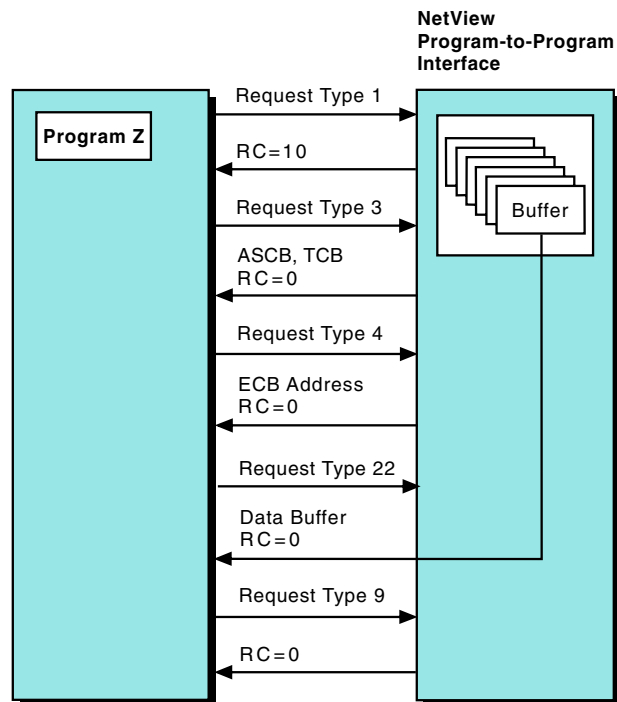 NetView
Program-to-Program
Interface
Program Z
Request Type 1
RC=10
Buffer
Request Type 3
ASCB, TCB
RC=0
Request Type 4
ECB Address
RC=0
Request Type 22
Data Buffer
RC=0
Request Type 9
RC=0